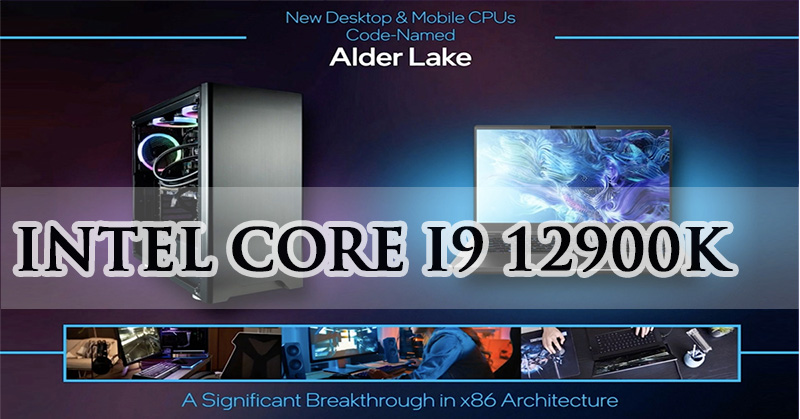 New Desktop & Mobile CPUs
Code-Named
Alder Lake
INTEL CORE I9 12900K
A Significant Breakthrough in x86 Architecture